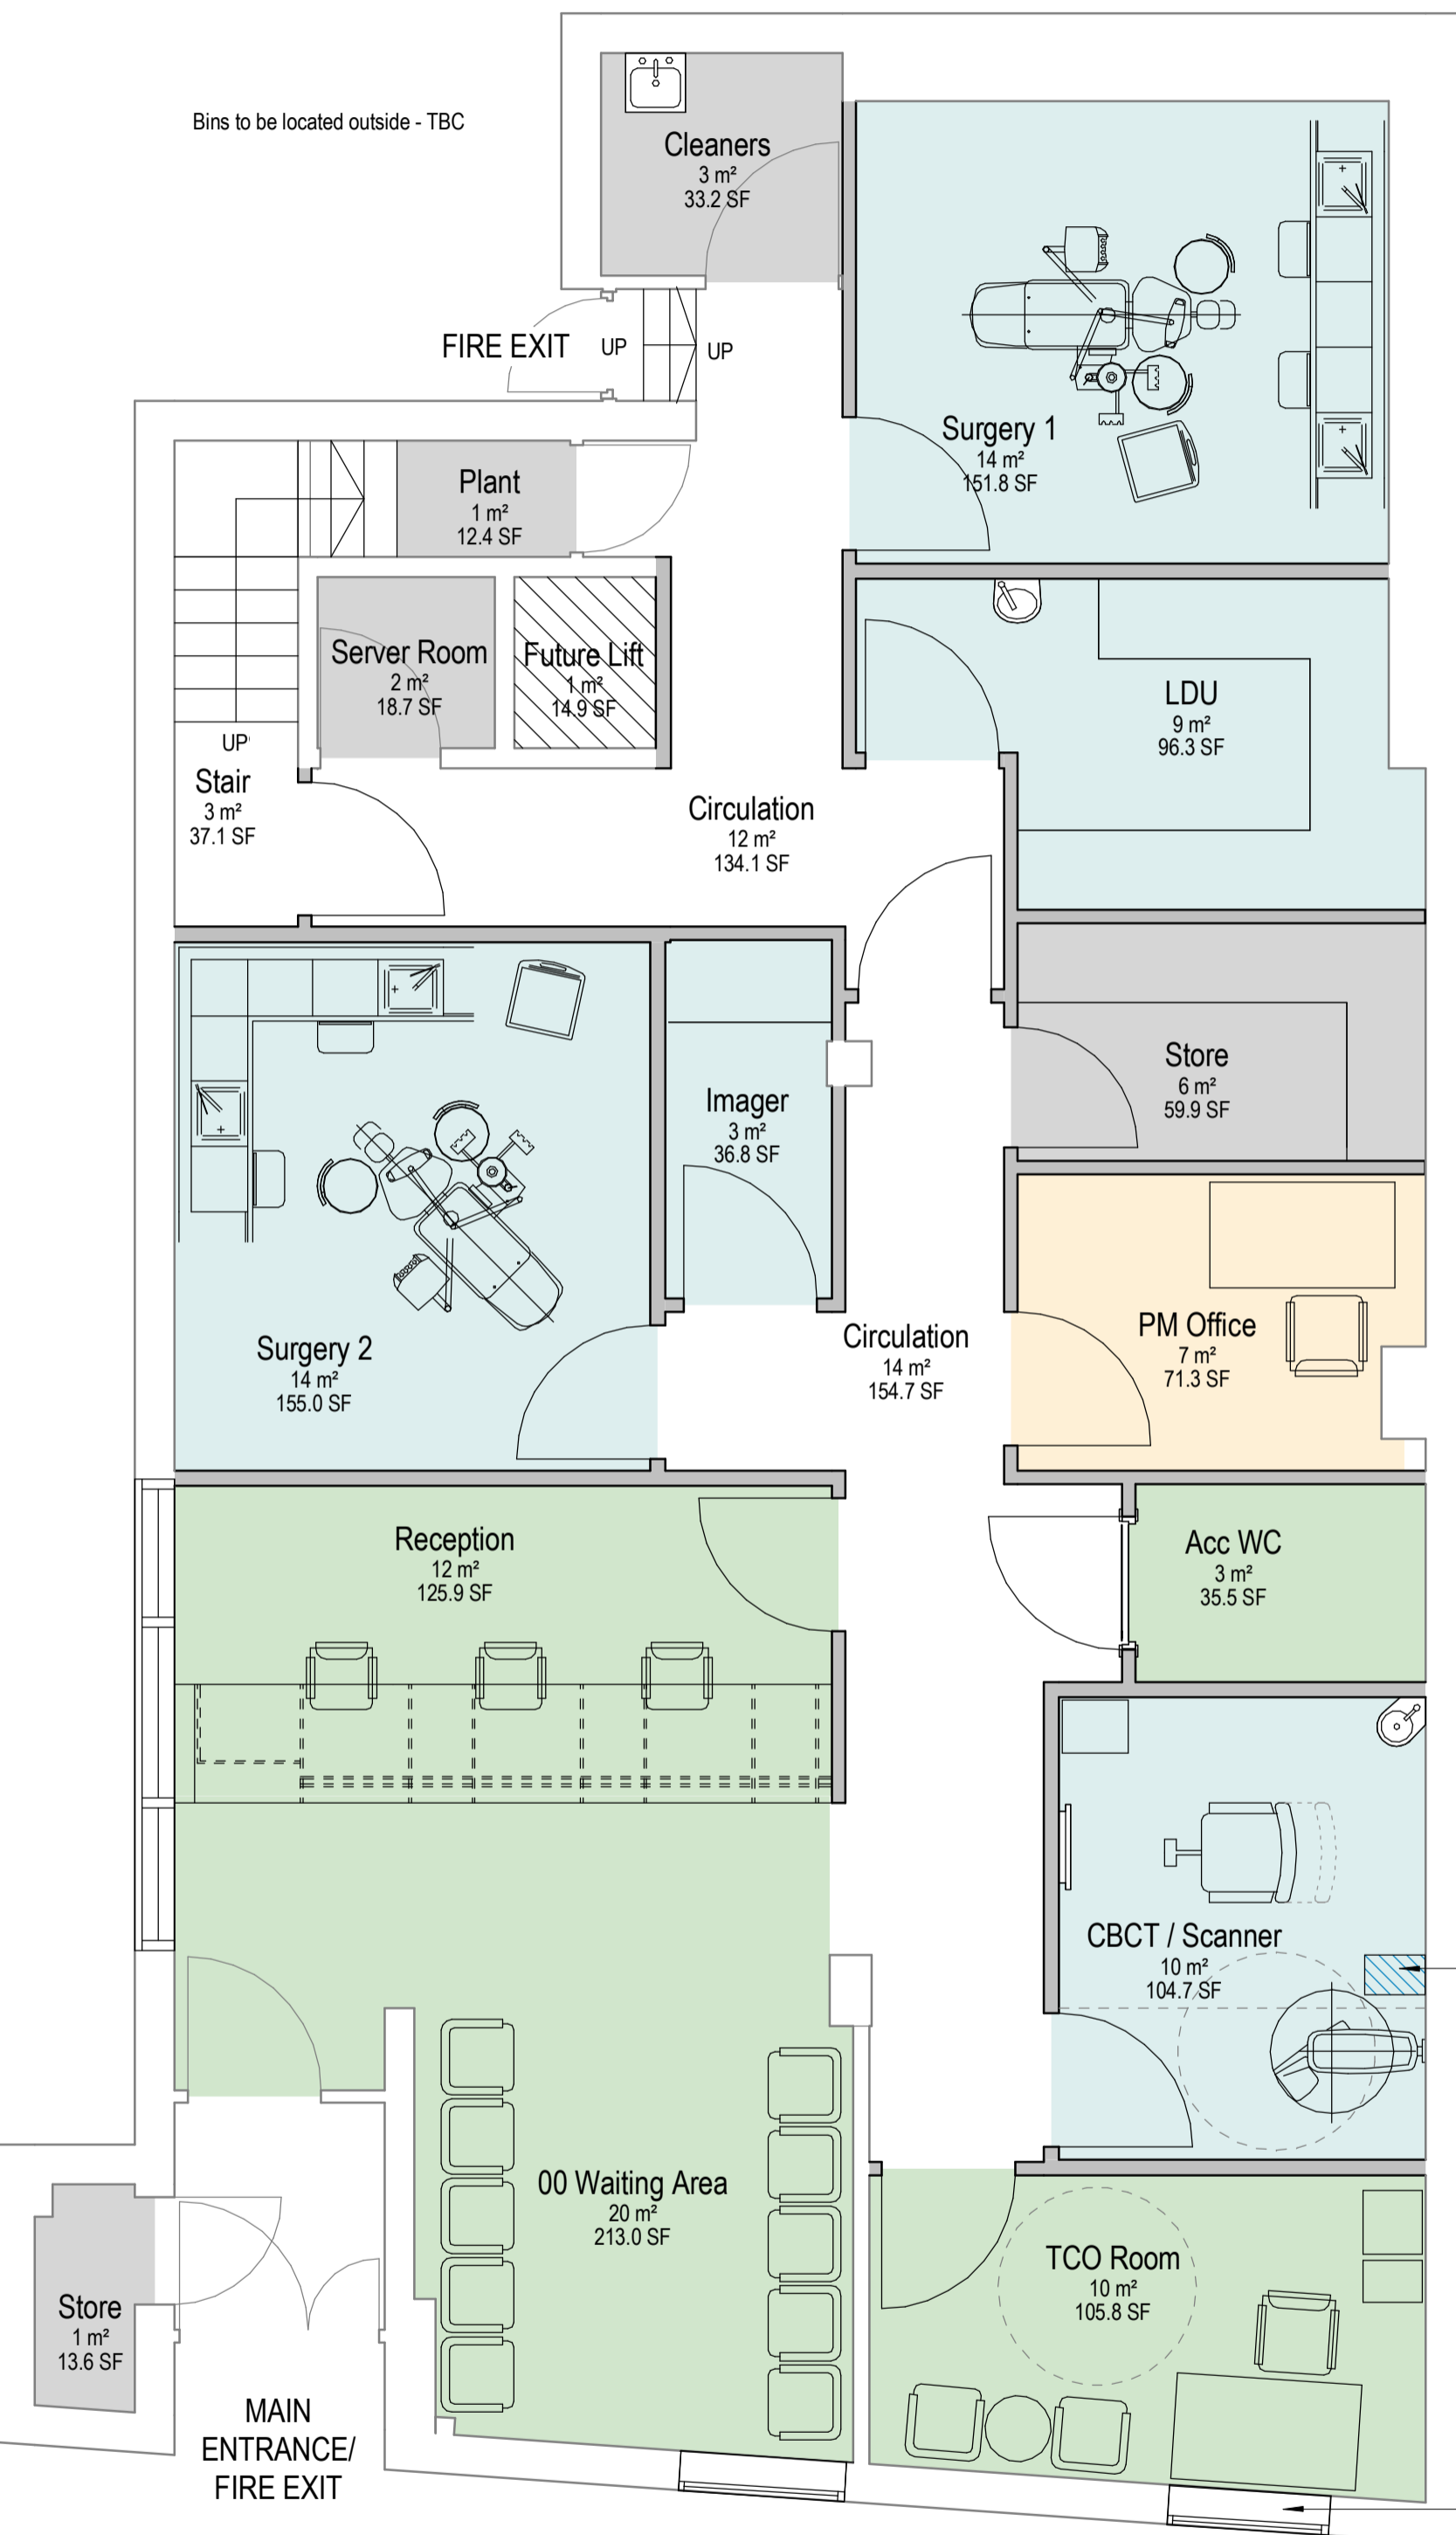 Bins to be located outside - TBC
Cleaners
3 m²
33.2 SF
FIRE EXIT
UP
UP
Surgery 1
14 m²
151.8 SF
Plant
1 m²
12.4 SF
Server Room
2 m²
18.7 SF
Future Lift
1 m²
14.9 SF
LDU
9 m²
96.3 SF
UP
Stair
3 m²
37.1 SF
Circulation
12 m²
134.1 SF
Store
6 m²
59.9 SF
Imager
3 m²
36.8 SF
Surgery 2
14 m²
155.0 SF
Circulation
14 m²
154.7 SF
PM Office
7 m²
71.3 SF
Reception
12 m²
125.9 SF
Acc WC
3 m²
35.5 SF
CBCT / Scanner
10 m²
104.7 SF
00 Waiting Area
20 m²
213.0 SF
TCO Room
10 m²
105.8 SF
Store
1 m²
13.6 SF
MAIN
ENTRANCE/
FIRE EXIT